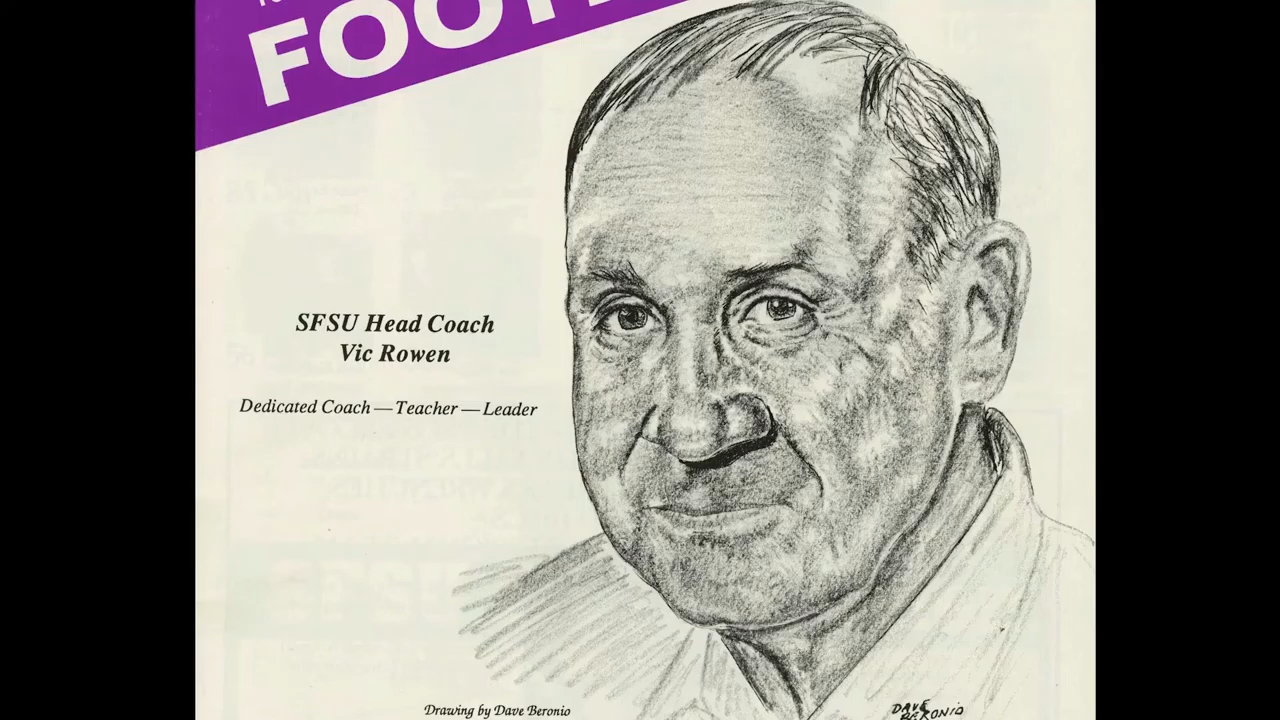 FOOT
SFSU Head Coach
Vic Rowen
Dedicated Coach — Teacher — Leader
Drawing by Dave Beronio
DAVE
BERONIO